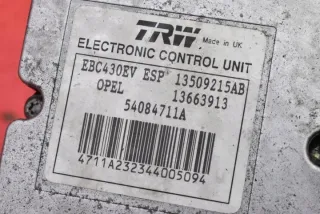 TRW Made in UK
ELECTRONIC CONTROL UNIT
EBC430EV ESP 13509215AB
OPEL 13663913
54084711A
4711A232344005094